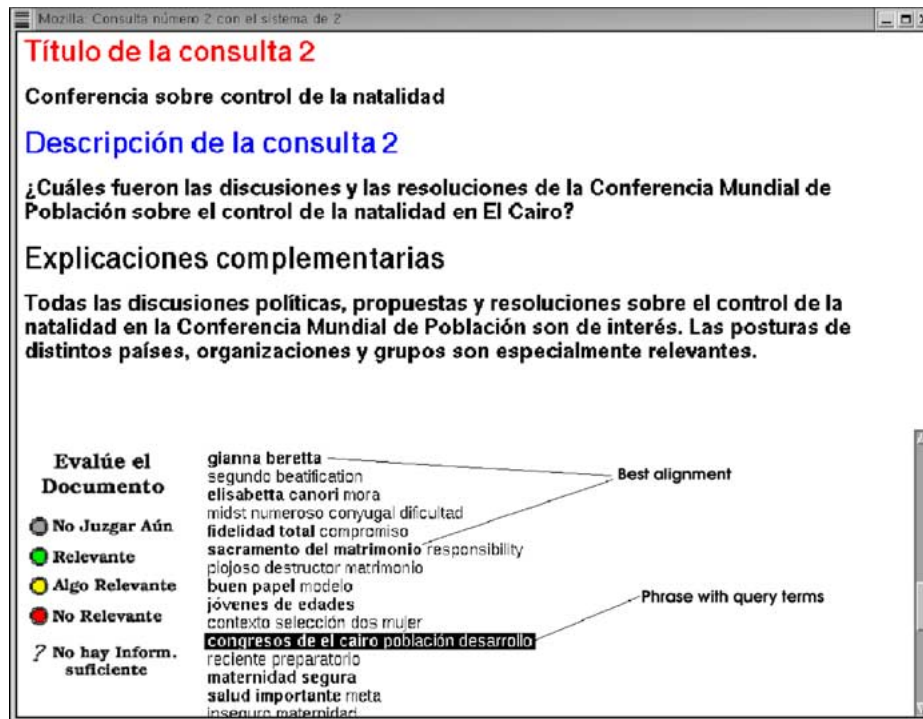 Mozilla: Consulta número 2 con el sistema de 2
Título de la consulta 2
Conferencia sobre control de la natalidad
Descripción de la consulta 2
¿Cuáles fueron las discusiones y las resoluciones de la Conferencia Mundial de
Población sobre el control de la natalidad en El Cairo?
Explicaciones complementarias
Todas las discusiones políticas, propuestas y resoluciones sobre el control de la
natalidad en la Conferencia Mundial de Población son de interés. Las posturas de
distintos países, organizaciones y grupos son especialmente relevantes.
Evalúe el
Documento
No Juzgar Aún
Relevante
Algo Relevante
No Relevante
? No hay Inform.
suficiente
gianna beretta
segundo beatification
elisabetta canori mora
midst numeroso conyugal dificultad
fidelidad total compromiso
sacramento del matrimonio responsibility
piojoso destructor matrimonio
buen papel modelo
jóvenes de edades
contexto selección dos mujer
congresos de el cairo población desarrollo
reciente preparatorio
maternidad segura
salud importante meta
inseguro maternidad
Best alignment
Phrase with query terms